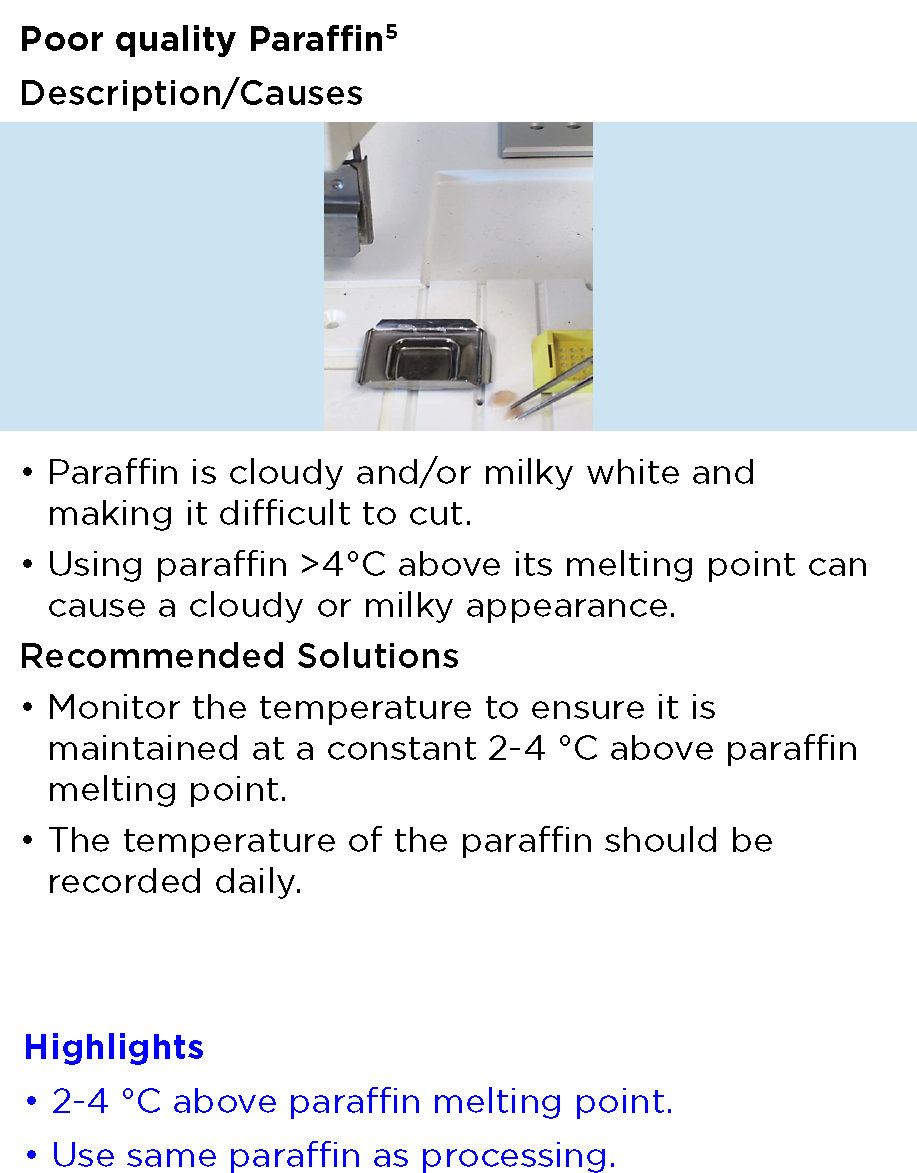 Poor quality Paraffin⁵
Description/Causes
• Paraffin is cloudy and/or milky white and
making it difficult to cut.
• Using paraffin >4°C above its melting point can
cause a cloudy or milky appearance.
Recommended Solutions
• Monitor the temperature to ensure it is
maintained at a constant 2-4 °C above paraffin
melting point.
• The temperature of the paraffin should be
recorded daily.
Highlights
• 2-4 °C above paraffin melting point.
• Use same paraffin as processing.